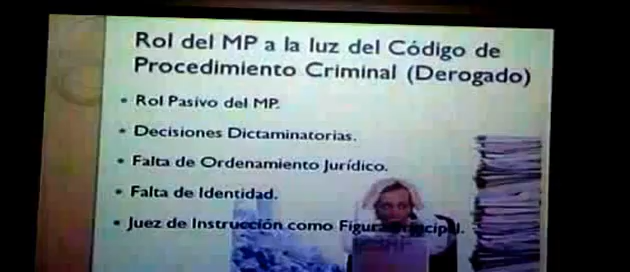 Rol del MP a la luz del Código de
Procedimiento Criminal (Derogado)
• Rol Pasivo del MP.
• Decisiones Dictaminatorias.
• Falta de Ordenamiento Jurídico.
• Falta de Identidad.
• Juez de Instrucción como Figura Principal.